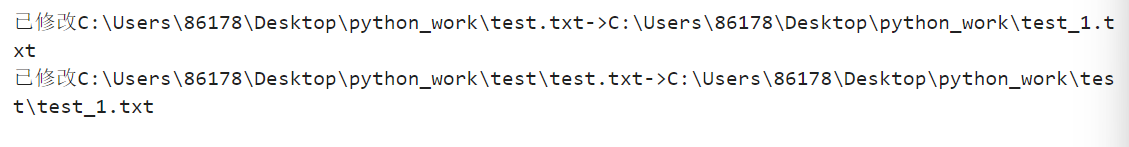 已修改C:\Users\86178\Desktop\python_work\test.txt->C:\Users\86178\Desktop\python_work\test_1.t
xt
已修改C:\Users\86178\Desktop\python_work\test\test.txt->C:\Users\86178\Desktop\python_work\tes
t\test_1.txt